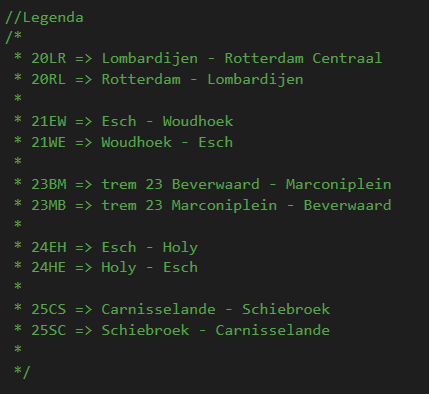 //Legenda
/*
 * 20LR => Lombardijen - Rotterdam Centraal
 * 20RL => Rotterdam - Lombardijen
 *
 * 21EW => Esch - Woudhoek
 * 21WE => Woudhoek - Esch
 *
 * 23BM => trem 23 Beverwaard - Marconiplein
 * 23MB => trem 23 Marconiplein - Beverwaard
 *
 * 24EH => Esch - Holy
 * 24HE => Holy - Esch
 *
 * 25CS => Carnisselande - Schiebroek
 * 25SC => Schiebroek - Carnisselande
 *
 */